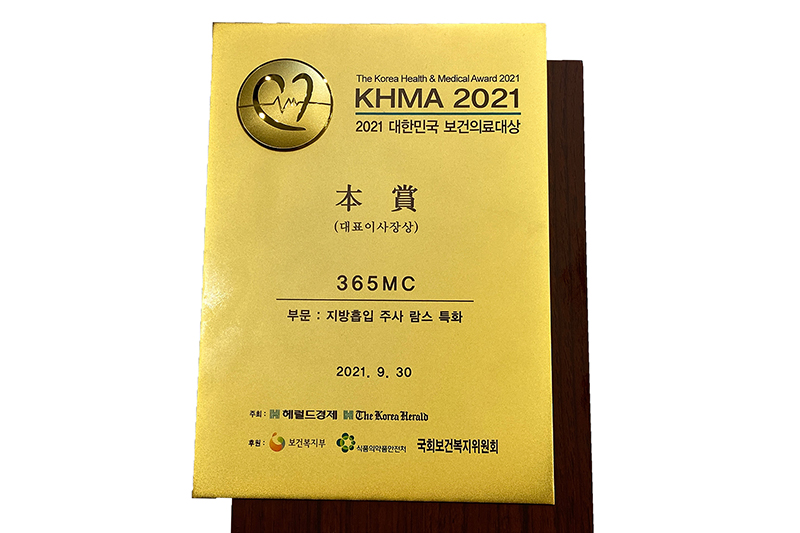 The Korea Health & Medical Award 2021
KHMA 2021
2021 대한민국 보건의료대상
本 賞
(대표이사장상)
365MC
부문 : 지방흡입 주사 람스 특화
2021. 9. 30
주최 : H 헤럴드경제 H The Korea Herald
후원 : 보건복지부 식품의약품안전처 국회보건복지위원회